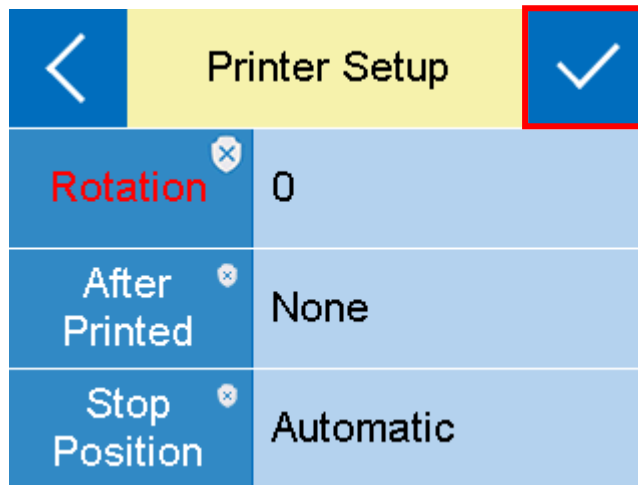 Printer Setup
Rotation
0
After
Printed
None
Stop
Position
Automatic